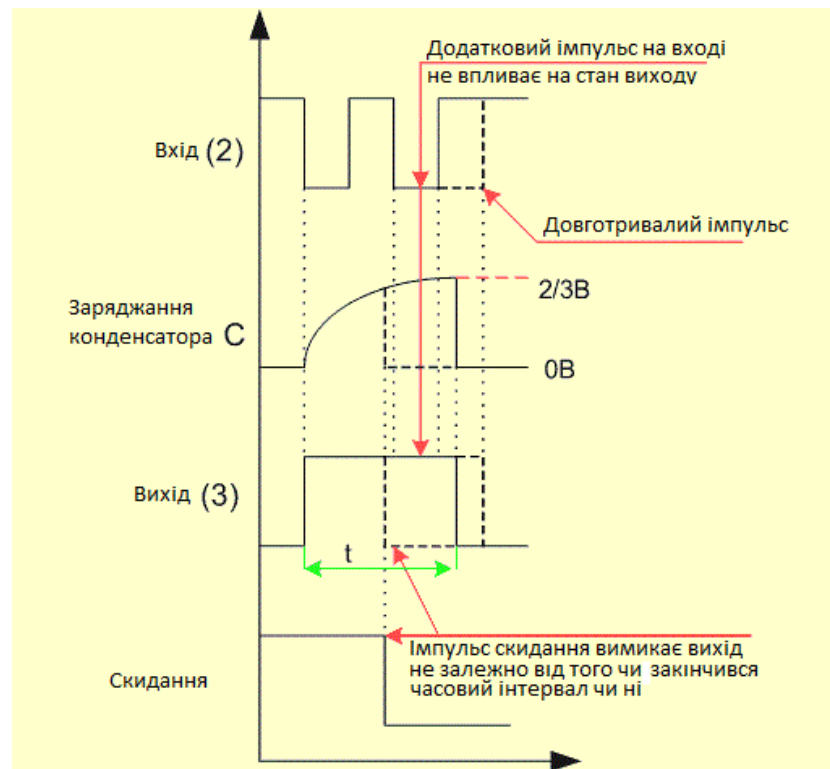 Додатковий імпульс на вході
не впливає на стан виходу
Вхід (2)
Довготривалий імпульс
Заряджання
конденсатора C
2/3В
0В
Вихід (3)
t
Імпульс скидання вимикає вихід
не залежно від того чи закінчився
часовий інтервал чи ні
Скидання